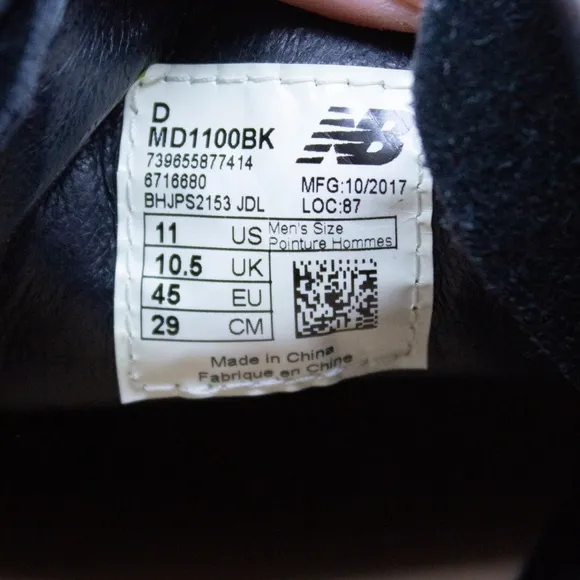 D
MD1100BK
739655877414
6716680
BHJPS2153 JDL
NB
MFG:10/2017
LOC:87
11 US Men's Size
Pointure Hommes
10.5 UK
45 EU
29 CM
Made in China
Fabrique en Chine